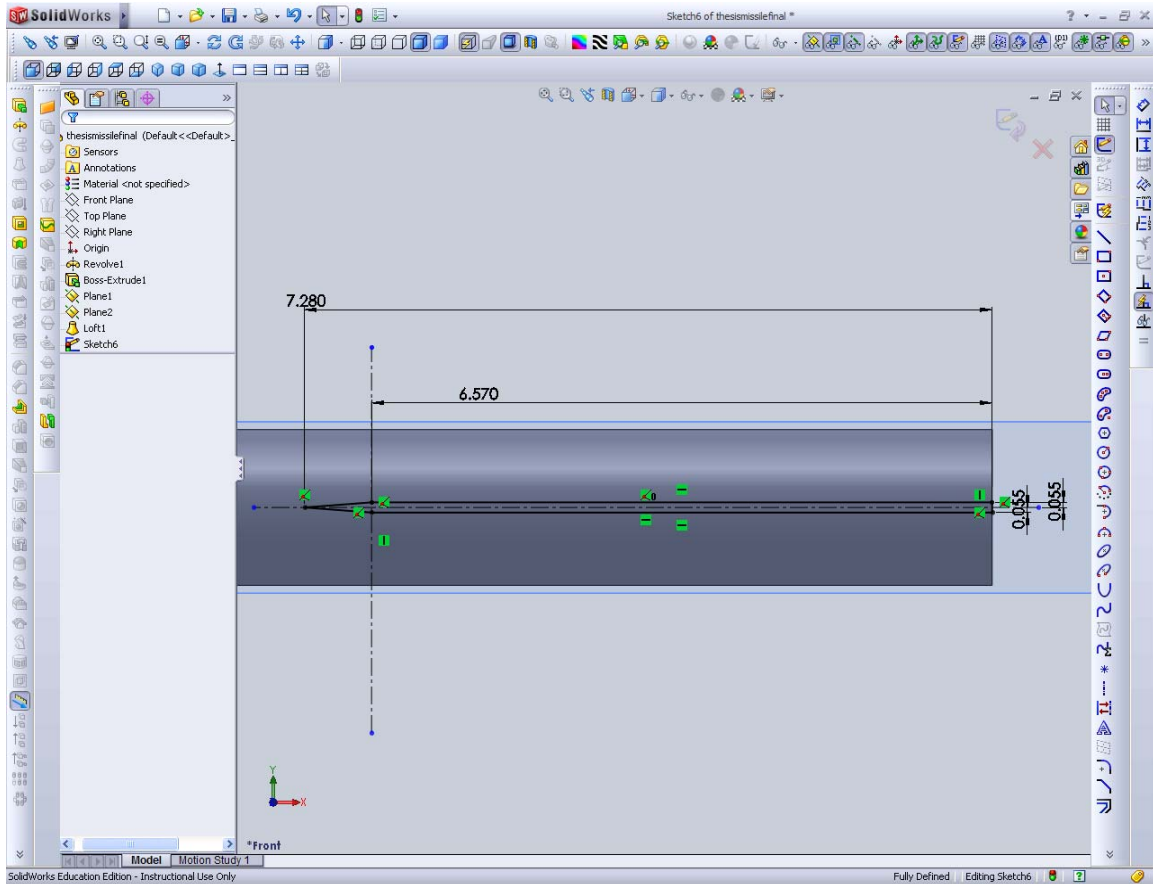 SolidWorks
Sketch6 of thesismissilefinal *
thesismissilefinal (Default<<Default>_
Sensors
Annotations
Material <not specified>
Front Plane
Top Plane
Right Plane
Origin
Revolve1
Boss-Extrude1
Plane1
Plane2
Loft1
Sketch6
7.280
6.570
0.055
0.055
Y
X
*Front
Model
Motion Study 1
SolidWorks Education Edition - Instructional Use Only
Fully Defined
Editing Sketch6